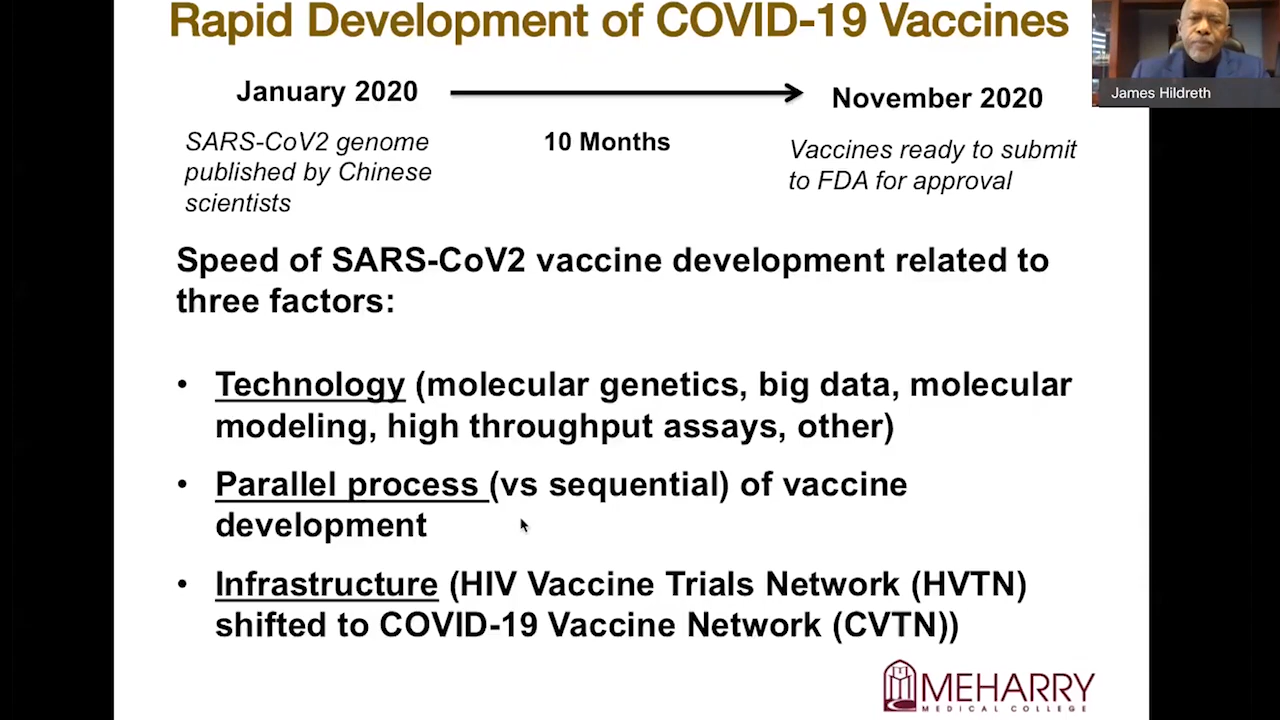 Rapid Development of COVID-19 Vaccines
James Hildreth
January 2020
November 2020
10 Months
SARS-CoV2 genome
published by Chinese
scientists
Vaccines ready to submit
to FDA for approval
Speed of SARS-CoV2 vaccine development related to
three factors:
• Technology (molecular genetics, big data, molecular
modeling, high throughput assays, other)
• Parallel process (vs sequential) of vaccine
development
• Infrastructure (HIV Vaccine Trials Network (HVTN)
shifted to COVID-19 Vaccine Network (CVTN))
MEHARRY
MEDICAL COLLEGE